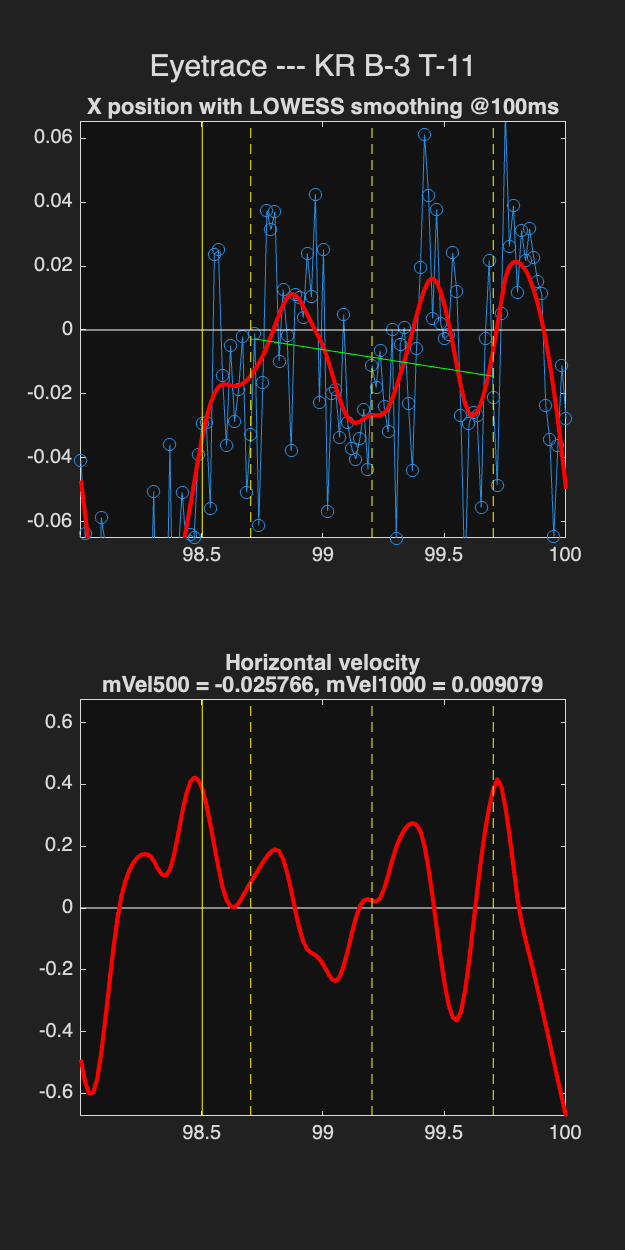 Eyetrace --- KR B-3 T-11
X position with LOWESS smoothing @100ms
0.06
0.04
0.02
0
-0.02
-0.04
-0.06
98.5 99 99.5 100
Horizontal velocity
mVel500 = -0.025766, mVel1000 = 0.009079
0.6
0.4
0.2
0
-0.2
-0.4
-0.6
98.5 99 99.5 100